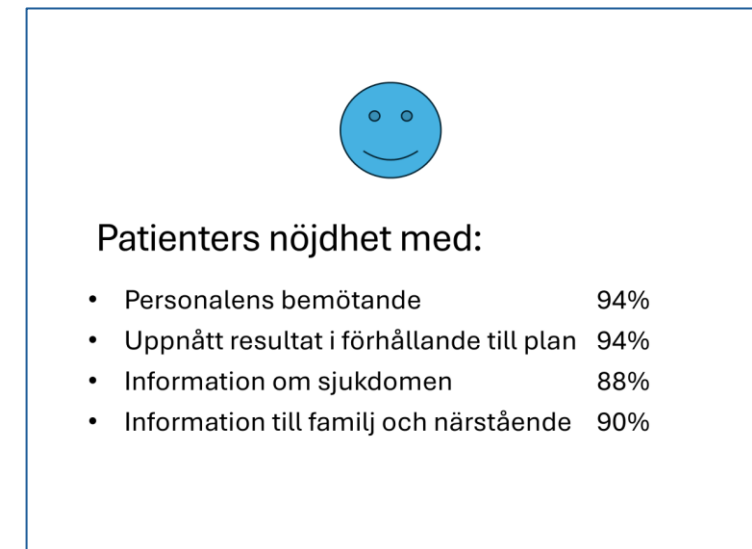 Patienters nöjdhet med:
• Personalens bemötande 94%
• Uppnått resultat i förhållande till plan 94%
• Information om sjukdomen 88%
• Information till familj och närstående 90%